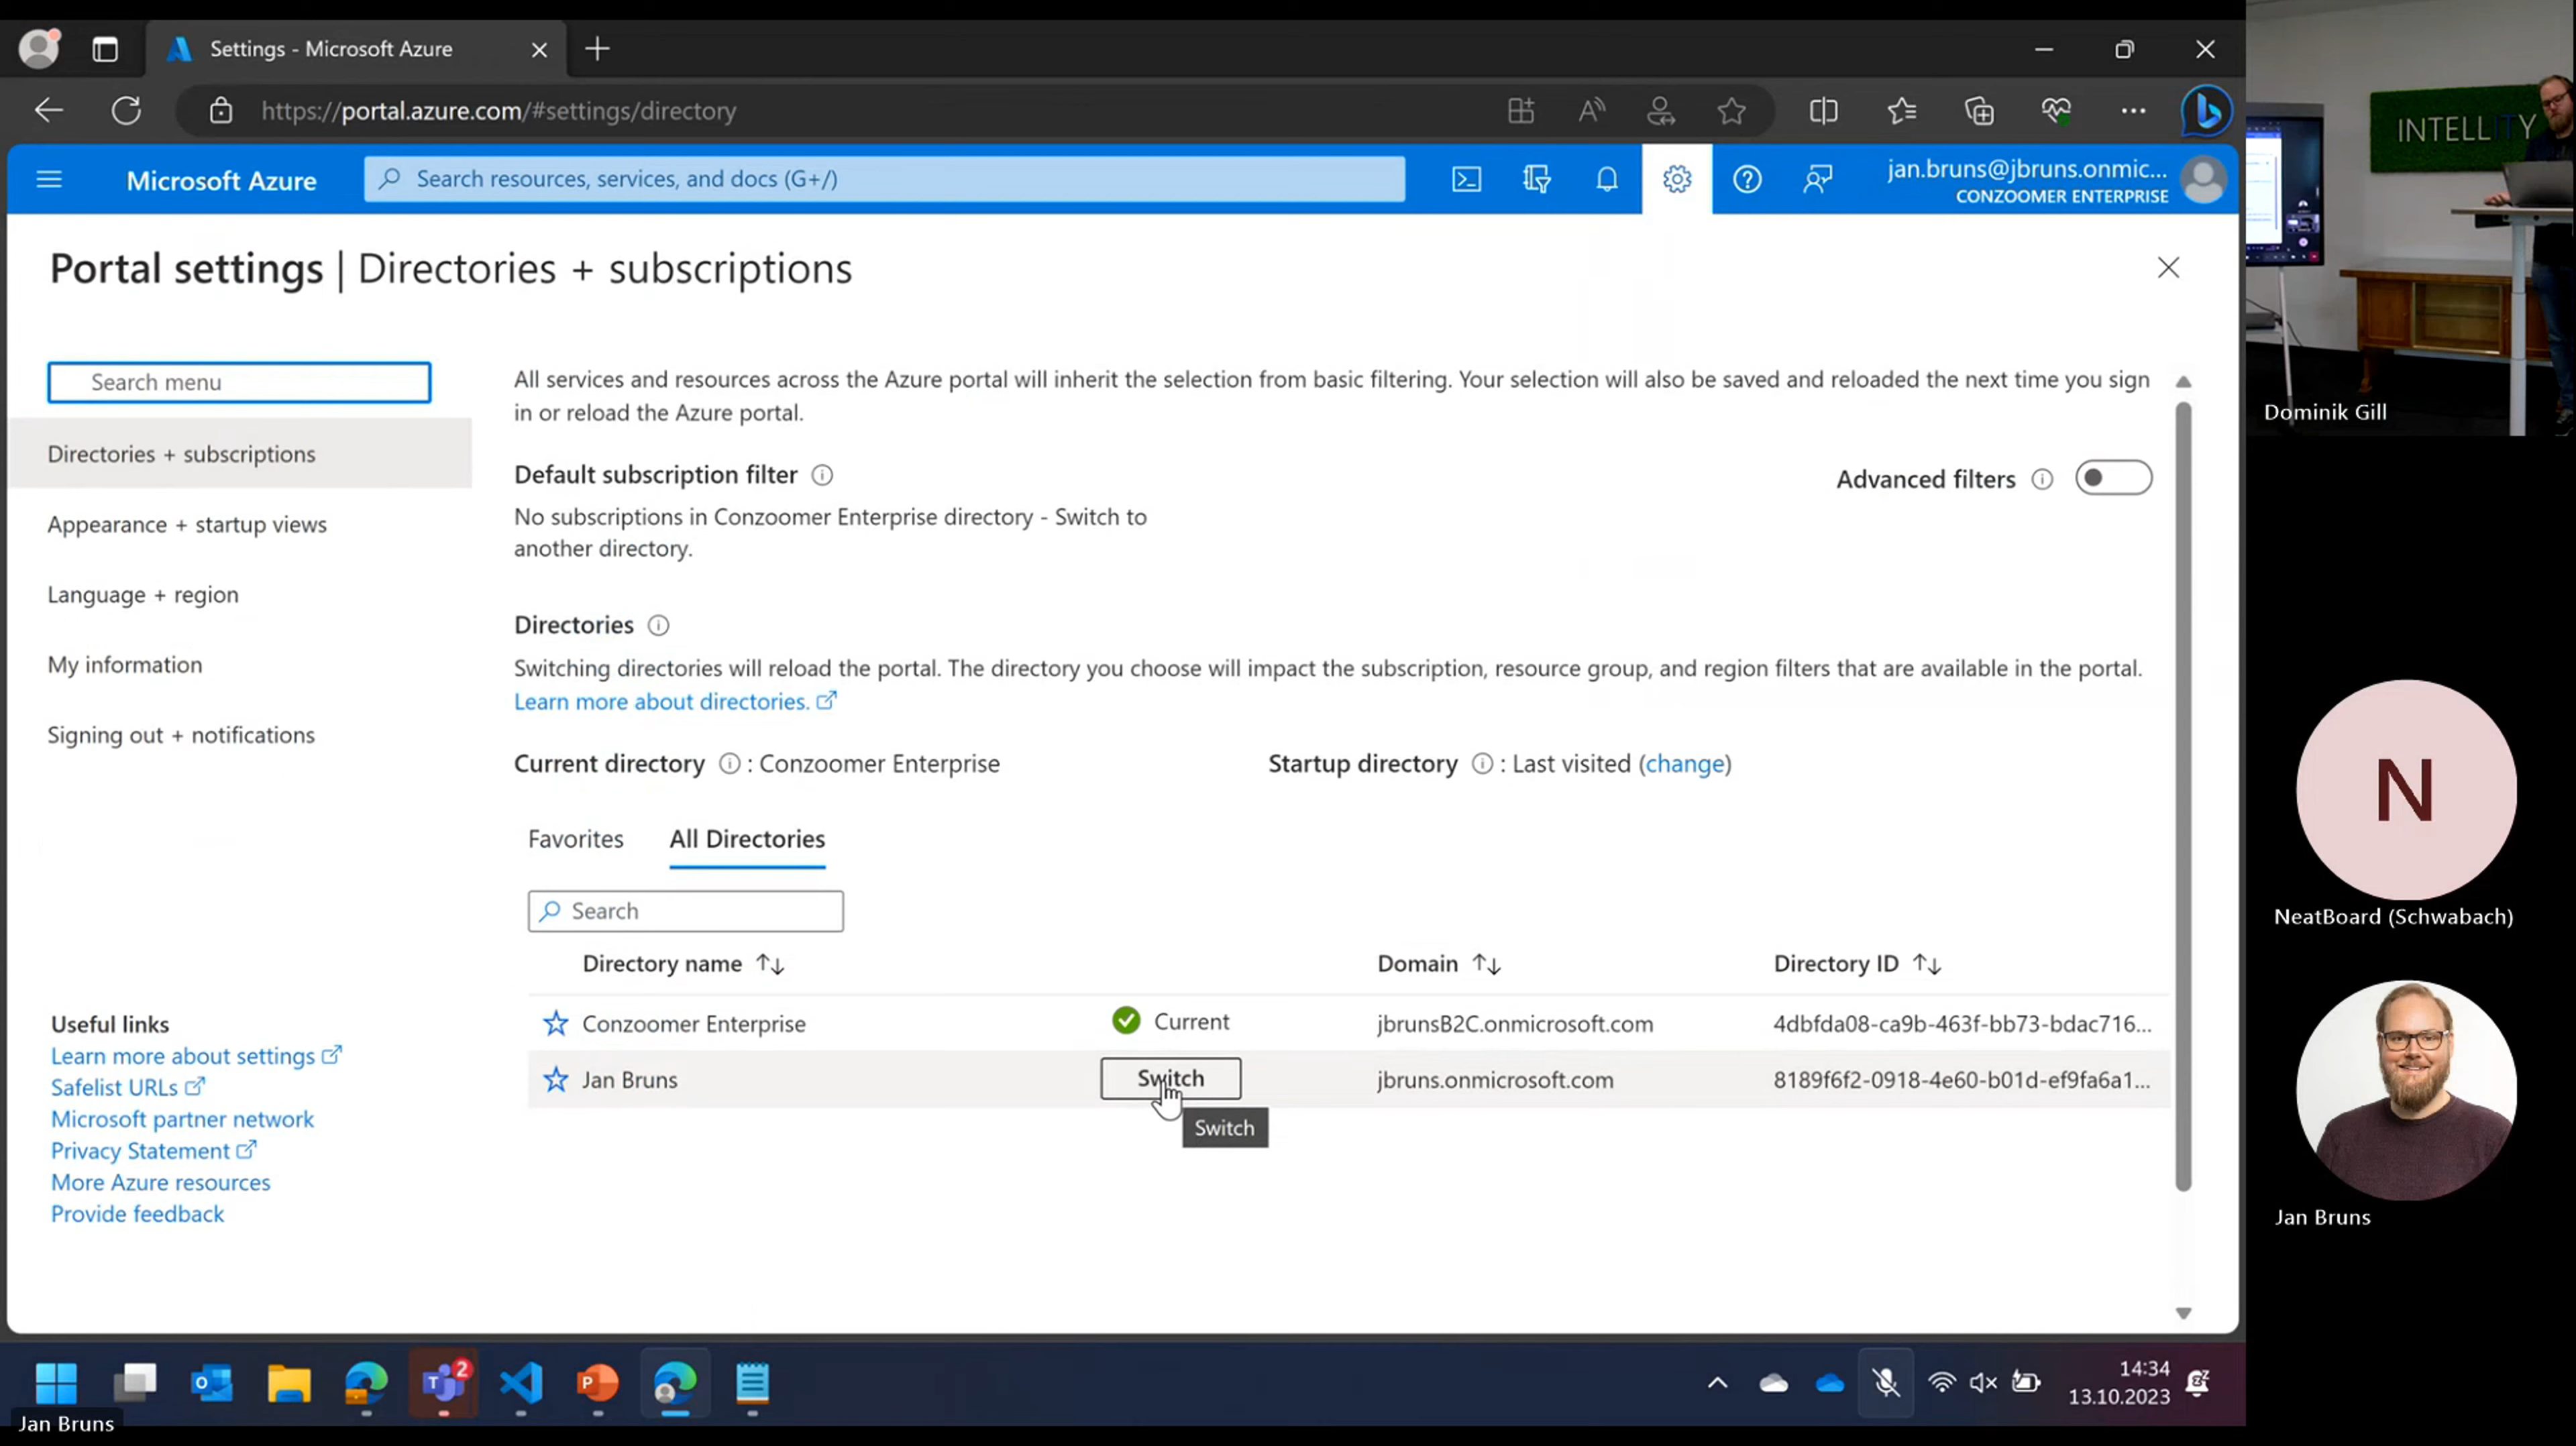 Settings - Microsoft Azure
https://portal.azure.com/#settings/directory
Microsoft Azure
Search resources, services, and docs (G+/)
jan.bruns@jbruns.onmic...
CONZOOMER ENTERPRISE
Portal settings | Directories + subscriptions
Search menu
Directories + subscriptions
Appearance + startup views
Language + region
My information
Signing out + notifications
Useful links
Learn more about settings
Safelist URLs
Microsoft partner network
Privacy Statement
More Azure resources
Provide feedback
All services and resources across the Azure portal will inherit the selection from basic filtering. Your selection will also be saved and reloaded the next time you sign
in or reload the Azure portal.
Default subscription filter
Advanced filters
No subscriptions in Conzoomer Enterprise directory - Switch to
another directory.
Directories
Switching directories will reload the portal. The directory you choose will impact the subscription, resource group, and region filters that are available in the portal.
Learn more about directories.
Current directory : Conzoomer Enterprise
Startup directory : Last visited (change)
Favorites
All Directories
Search
Directory name
Domain
Directory ID
Conzoomer Enterprise
Current
jbrunsB2C.onmicrosoft.com
4dbfda08-ca9b-463f-bb73-bdac716...
Jan Bruns
Switch
jbruns.onmicrosoft.com
8189f6f2-0918-4e60-b01d-ef9fa6a1...
Switch
2
14:34
13.10.2023
Jan Bruns
INTELLITY
Dominik Gill
N
NeatBoard (Schwabach)
Jan Bruns